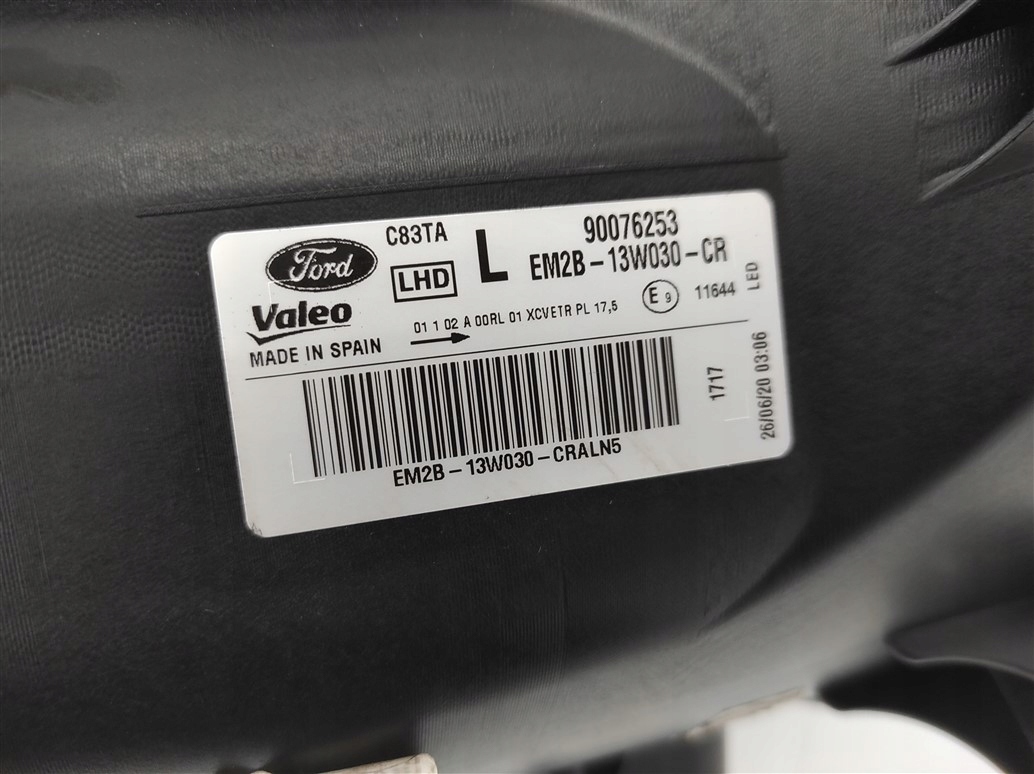 Ford
C83TA
L
90076253
LHD
EM2B-13W030-CR
Valeo
01 1 02 A 00RL 01 XCVETR PL 17,5
E 9
11644
LED
MADE IN SPAIN
1717
26/06/20 03:06
EM2B-13W030-CRALN5